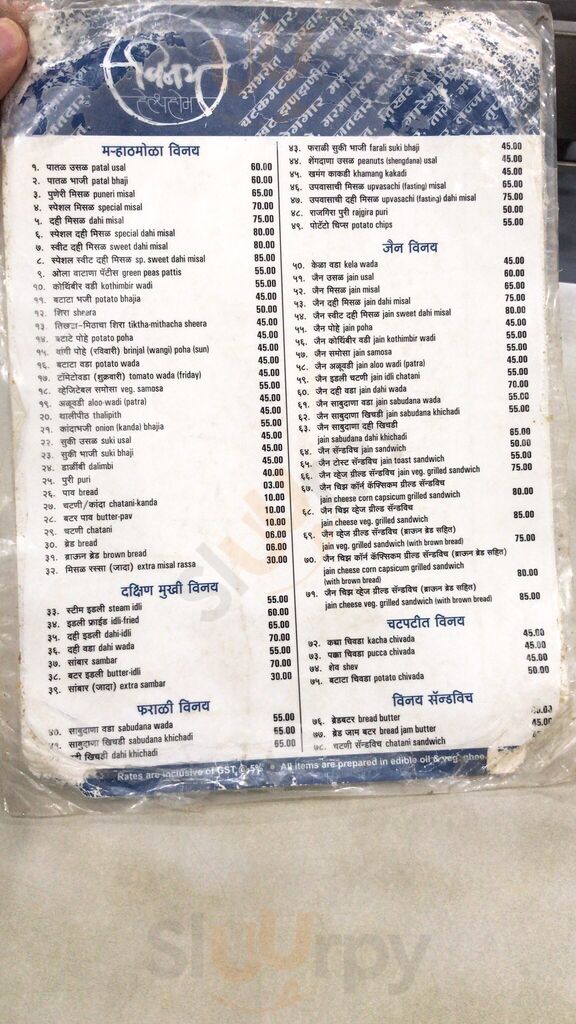 विनय
हेल्थ होम
मऱ्हाठमोळा विनय
१. पातळ उसळ patal usal 60.00
२. पातळ भाजी patal bhaji 60.00
३. पुणेरी मिसळ puneri misal 65.00
४. स्पेशल मिसळ special misal 70.00
५. दही मिसळ dahi misal 75.00
६. स्पेशल दही मिसळ special dahi misal 80.00
७. स्वीट दही मिसळ sweet dahi misal 80.00
८. स्पेशल स्वीट दही मिसळ sp. sweet dahi misal 85.00
९. ओला वाटाणा पॅटीस green peas pattis 55.00
१०. कोथिंबीर वडी kothimbir wadi 55.00
११. बटाटा भजी potato bhajia 45.00
१२. शिरा sheera 50.00
१३. तिखटा-मिठाचा शिरा tiktha-mithacha sheera 45.00
१४. बटाटे पोहे potato poha 45.00
१५. वांगी पोहे (रविवारी) brinjal (wangi) poha (sun) 45.00
१६. बटाटा वडा potato wada 45.00
१७. टॉमेटोवडा (शुक्रवारी) tomato wada (friday) 45.00
१८. व्हेजिटेबल समोसा veg. samosa 55.00
१९. अळूवडी aloo-wadi (patra) 45.00
२०. थालीपीठ thalipith 45.00
२१. कांदाभजी onion (kanda) bhajia 55.00
२२. सुकी उसळ suki usal 45.00
२३. सुकी भाजी suki bhaji 45.00
२४. डाळींबी dalimbi 45.00
२५. पुरी puri 40.00
२६. पाव bread 03.00
२७. चटणी/कांदा chatani-kanda 10.00
२८. बटर पाव butter-pav 10.00
२९. चटणी chatani 10.00
३०. ब्रेड bread 06.00
३१. ब्राऊन ब्रेड brown bread 06.00
३२. मिसळ रस्सा (जादा) extra misal rassa 30.00
दक्षिण मुखी विनय
३३. स्टीम इडली steam idli 55.00
३४. इडली फ्राईड idli-fried 60.00
३५. दही इडली dahi-idli 65.00
३६. दही वडा dahi wada 70.00
३७. सांबार sambar 55.00
३८. बटर इडली butter-idli 70.00
३९. सांबार (जादा) extra sambar 30.00
फराळी विनय
४०. साबुदाणा वडा sabudana wada 55.00
४१. साबुदाणा खिचडी sabudana khichadi 55.00
दही खिचडी dahi khichadi 65.00
४३. फराळी सुकी भाजी farali suki bhaji 45.00
४४. शेंगदाणा उसळ peanuts (shengdana) usal 45.00
४५. खमंग काकडी khamang kakadi 45.00
४६. उपवासाची मिसळ upvasachi (fasting) misal 65.00
४७. उपवासाची दही मिसळ upvasachi (fasting) dahi misal 75.00
४८. राजगिरा पुरी rajgira puri 50.00
४९. पोटॅटो चिप्स potato chips 55.00
जैन विनय
५०. केळा वडा kela wada 45.00
५१. जैन उसळ jain usal 60.00
५२. जैन मिसळ jain misal 65.00
५३. जैन दही मिसळ jain dahi misal 75.00
५४. जैन स्वीट दही मिसळ jain sweet dahi misal 80.00
५५. जैन पोहे jain poha 45.00
५६. जैन कोथिंबीर वडी jain kothimbir wadi 55.00
५७. जैन समोसा jain samosa 55.00
५८. जैन अळूवडी jain aloo wadi (patra) 45.00
५९. जैन इडली चटणी jain idli chatani 55.00
६०. जैन दही वडा jain dahi wada 70.00
६१. जैन साबुदाणा वडा jain sabudana wada 55.00
६२. जैन साबुदाणा खिचडी jain sabudana khichadi 55.00
६३. जैन साबुदाणा दही खिचडी
jain sabudana dahi khichadi 65.00
६४. जैन सॅन्डविच jain sandwich 50.00
६५. जैन टोस्ट सॅन्डविच jain toast sandwich 55.00
६६. जैन व्हेज ग्रील्ड सॅन्डविच jain veg. grilled sandwich 75.00
६७. जैन चिझ कॉर्न कॅप्सिकम ग्रील्ड सॅन्डविच
jain cheese corn capsicum grilled sandwich 80.00
६८. जैन चिझ व्हेज ग्रील्ड सॅन्डविच
jain cheese veg. grilled sandwich 85.00
६९. जैन व्हेज ग्रील्ड सॅन्डविच (ब्राऊन ब्रेड सहित)
jain veg. grilled sandwich (with brown bread) 75.00
७०. जैन चिझ कॉर्न कॅप्सिकम ग्रील्ड सॅन्डविच (ब्राऊन ब्रेड सहित)
jain cheese corn capsicum grilled sandwich 80.00
(with brown bread)
७१. जैन चिझ व्हेज ग्रील्ड सॅन्डविच (ब्राऊन ब्रेड सहित)
jain cheese veg. grilled sandwich (with brown bread) 85.00
चटपटीत विनय
७२. कच्चा चिवडा kacha chivada 45.00
७३. पक्का चिवडा pucca chivada 45.00
७४. शेव shev 45.00
७५. बटाटा चिवडा potato chivada 50.00
विनय सॅन्डविच
७६. ब्रेडबटर bread butter
७७. ब्रेड जाम बटर bread jam butter 45.00
७८. चटणी सॅन्डविच chatani sandwich
Rates are inclusive of GST @ 5% • All items are prepared in edible oil & veg. ghee
Sluurpy
Sluurpy